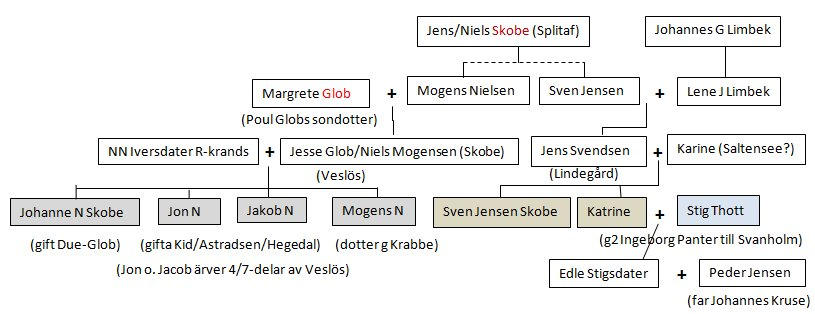 Jens/Niels Skobe (Splitaf)
Johannes G Limbek
Margrete Glob
+
Mogens Nielsen
Sven Jensen
+
Lene J Limbek
(Poul Globs sondotter)
NN Iversdater R-krands
+
Jesse Glob/Niels Mogensen (Skobe)
Jens Svendsen
+
Karine (Saltensee?)
(Veslös)
(Lindegård)
Johanne N Skobe
Jon N
Jakob N
Mogens N
Sven Jensen Skobe
Katrine
+
Stig Thott
(gift Due-Glob)
(gifta Kid/Astradsen/Hegedal)
(dotter g Krabbe)
(g2 Ingeborg Panter till Svanholm)
(Jon o. Jacob ärver 4/7-delar av Veslös)
Edle Stigsdater
+
Peder Jensen
(far Johannes Kruse)